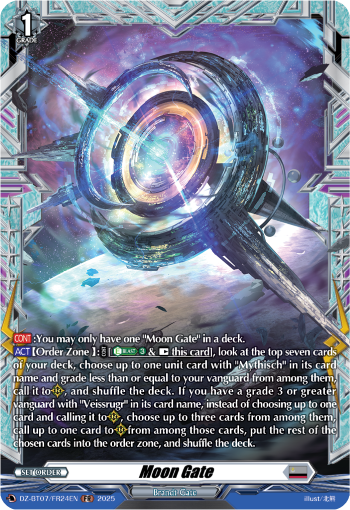 1
GRADE
CONT:You may only have one "Moon Gate" in a deck.
ACT【Order Zone】:COST[BLAST 3 & this card], look at the top seven cards
of your deck, choose up to one unit card with "Mythisch" in its card
name and grade less than or equal to your vanguard from among them,
call it to, and shuffle the deck. If you have a grade 3 or greater
vanguard with "Veissrugr" in its card name, instead of choosing up to one
card and calling it to, choose up to three cards from among them,
call up to one to from among those cards, put the rest of the
chosen cards into the order zone, and shuffle the deck.
SET ORDER
Moon Gate
Brandt Gate
DZ-BT07/FR24EN FR 2025
illust/北羽